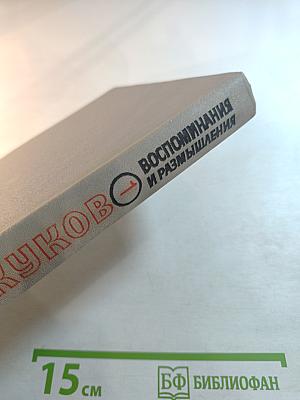 ЖУКОВ
1
ВОСПОМИНАНИЯ
И РАЗМЫШЛЕНИЯ
15 см
БФ БИБЛИОФАН